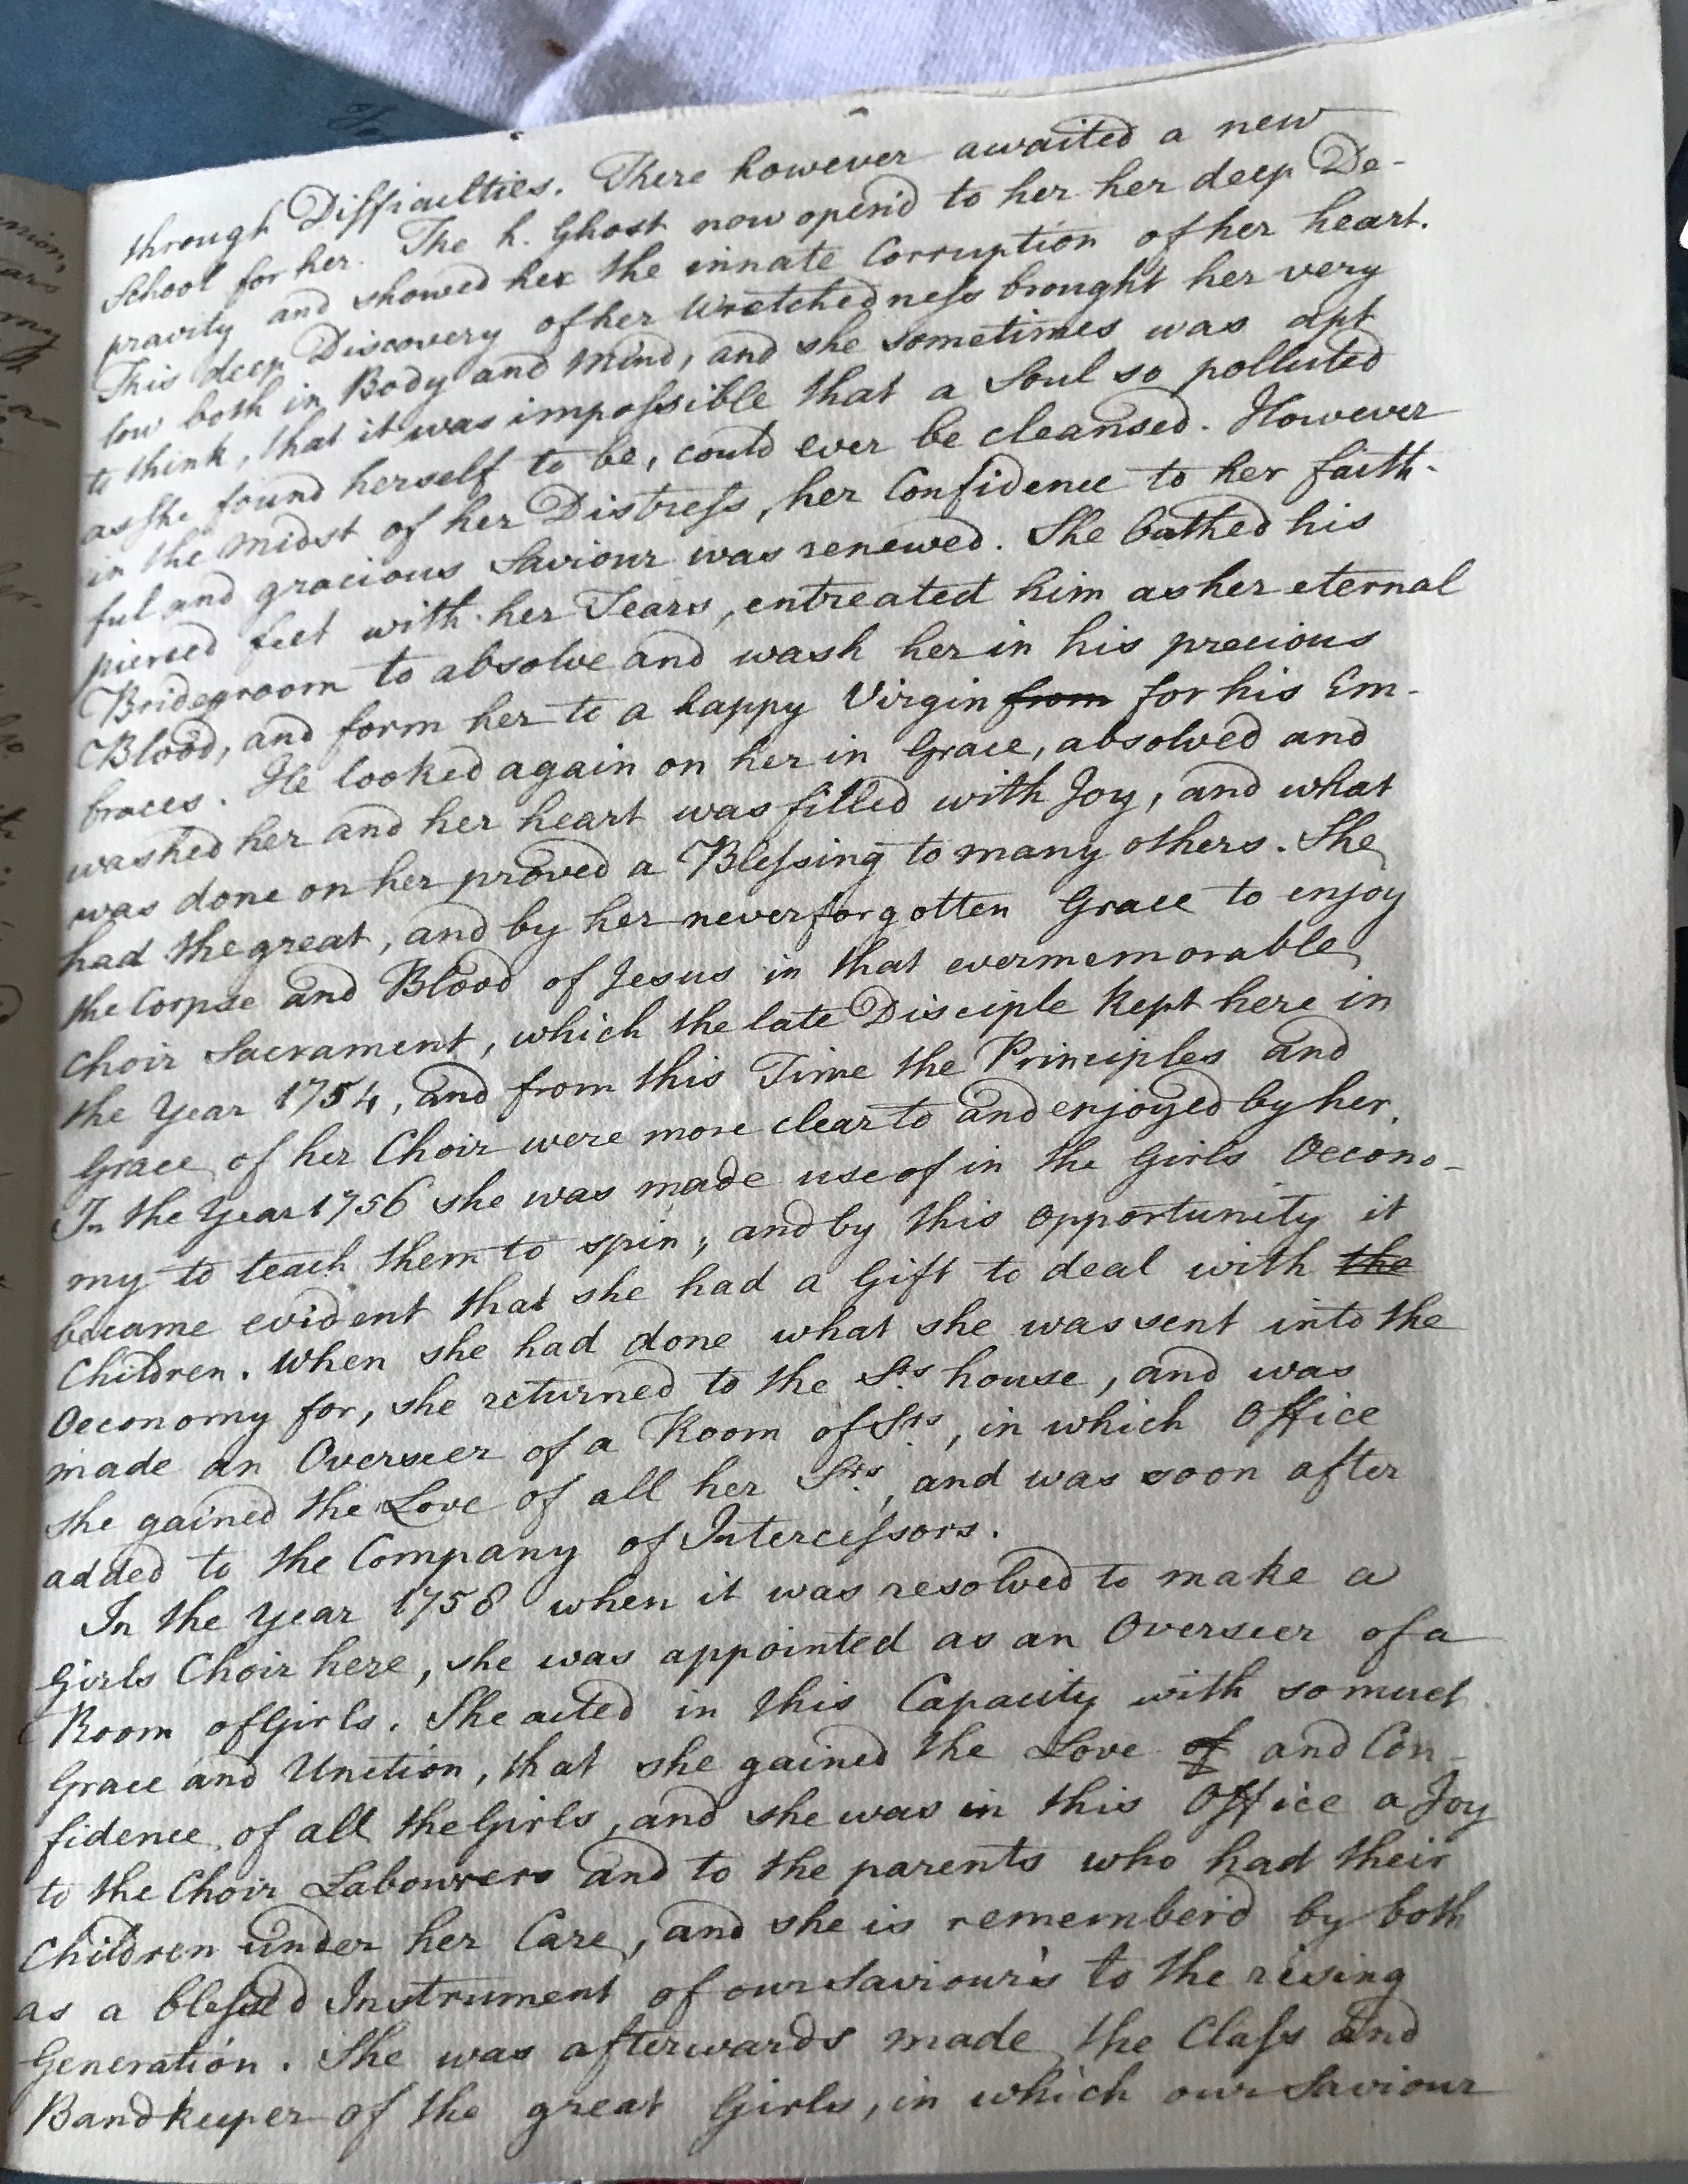 through Difficulties. There however awaited a new
School for her. The h. Ghost now open'd to her her deep De-
pravity and showed her the innate Corruption of her heart.
This deep Discovery of her Wretchedness brought her very
low both in Body and Mind, and she sometimes was apt
to think, that it was impossible that a Soul so polluted
as she found herself to be, could ever be cleansed. However
in the Midst of her Distress, her Confidence to her faith-
ful and gracious Saviour was renewed. She bathed his
pierced feet with her Tears, entreated him as her eternal
Bridegroom to absolve and wash her in his precious
Blood, and form her to a happy Virgin from for his Em-
braces. He looked again on her in Grace, absolved and
washed her and her heart was filled with Joy, and what
was done on her proved a Blessing to many others. She
had the great, and by her neverforgotten Grace to enjoy
the Corpse and Blood of Jesus in that evermemorable
Choir Sacrament, which the late Disciple kept here in
the Year 1754, and from this Time the Principles and
Grace of her Choir were more clear to and enjoyed by her.
In the Year 1756 she was made use of in the Girls Oecono-
my to teach them to spin, and by this opportunity it
became evident that she had a Gift to deal with the
Children. When she had done what she was sent into the
Oeconomy for, she returned to the Srs house, and was
made an Overseer of a Room of Srs, in which Office
she gained the Love of all her Srs, and was soon after
added to the Company of Intercessors.
In the Year 1758 when it was resolved to make a
Girls Choir here, she was appointed as an Overseer of a
Room of Girls. She acted in this Capacity with so much
Grace and Unction, that she gained the Love of and Con-
fidence of all the Girls, and she was in this Office a Joy
to the Choir Labourers and to the parents who had their
Children under her Care, and she is remember'd by both
as a blessed Instrument of our Saviour's to the rising
Generation. She was afterwards made the Class and
Bandkeeper of the great Girls, in which our Saviour